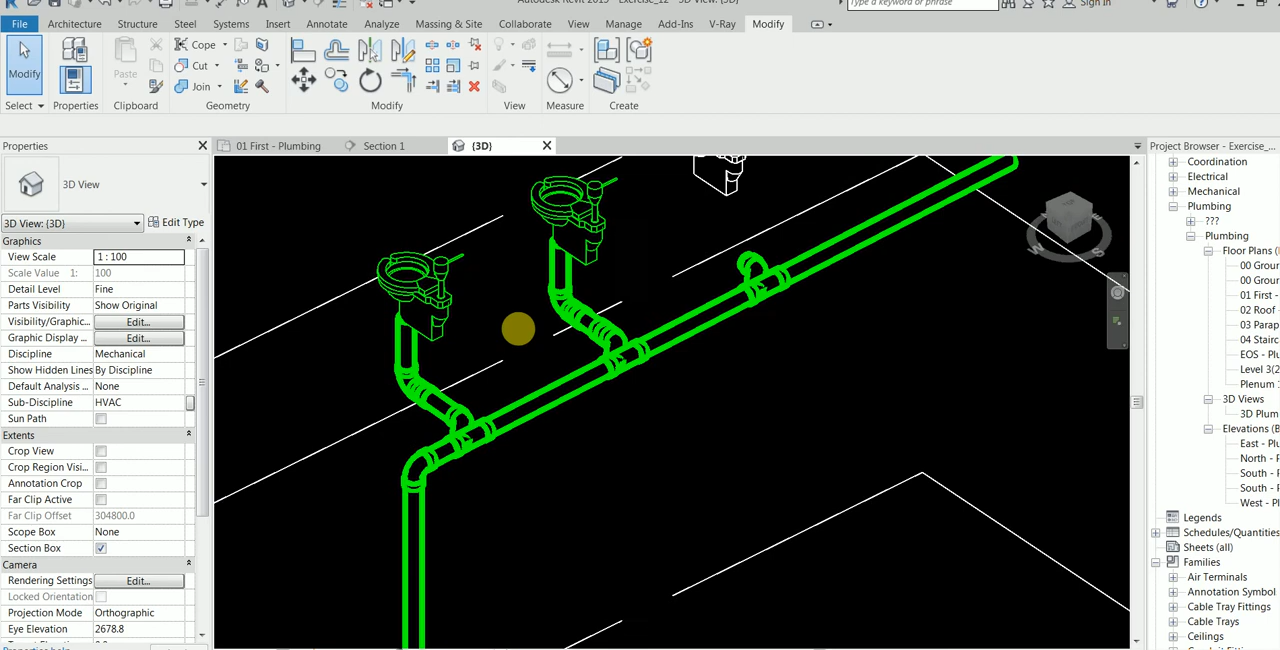 Autodesk Revit 2019 - Exercise_12 - 3D View: {3D}
Type a keyword or phrase
Sign In
File Architecture Structure Steel Systems Insert Annotate Analyze Massing & Site Collaborate View Manage Add-Ins V-Ray Modify
Modify
Paste
Cope
Cut
Join
Select Properties Clipboard Geometry Modify View Measure Create
Properties
01 First - Plumbing
Section 1
{3D}
Project Browser - Exercise_...
3D View
3D View: {3D}
Edit Type
Graphics
View Scale 1 : 100
Scale Value 1: 100
Detail Level Fine
Parts Visibility Show Original
Visibility/Graphic... Edit...
Graphic Display ... Edit...
Discipline Mechanical
Show Hidden Lines By Discipline
Default Analysis ... None
Sub-Discipline HVAC
Sun Path
Extents
Crop View
Crop Region Visi...
Annotation Crop
Far Clip Active
Far Clip Offset 304800.0
Scope Box None
Section Box
Camera
Rendering Settings Edit...
Locked Orientation
Projection Mode Orthographic
Eye Elevation 2678.8
Properties help
W
S
Coordination
Electrical
Mechanical
Plumbing
???
Plumbing
Floor Plans (
00 Grour
00 Grour
01 First -
02 Roof -
03 Parap
04 Stairc
EOS - Plu
Level 3(2
Plenum 1
3D Views
3D Plum
Elevations (B
East - Pl
North - P
South - P
South - P
West - P
Legends
Schedules/Quantities
Sheets (all)
Families
Air Terminals
Annotation Symbol
Cable Tray Fittings
Cable Trays
Ceilings